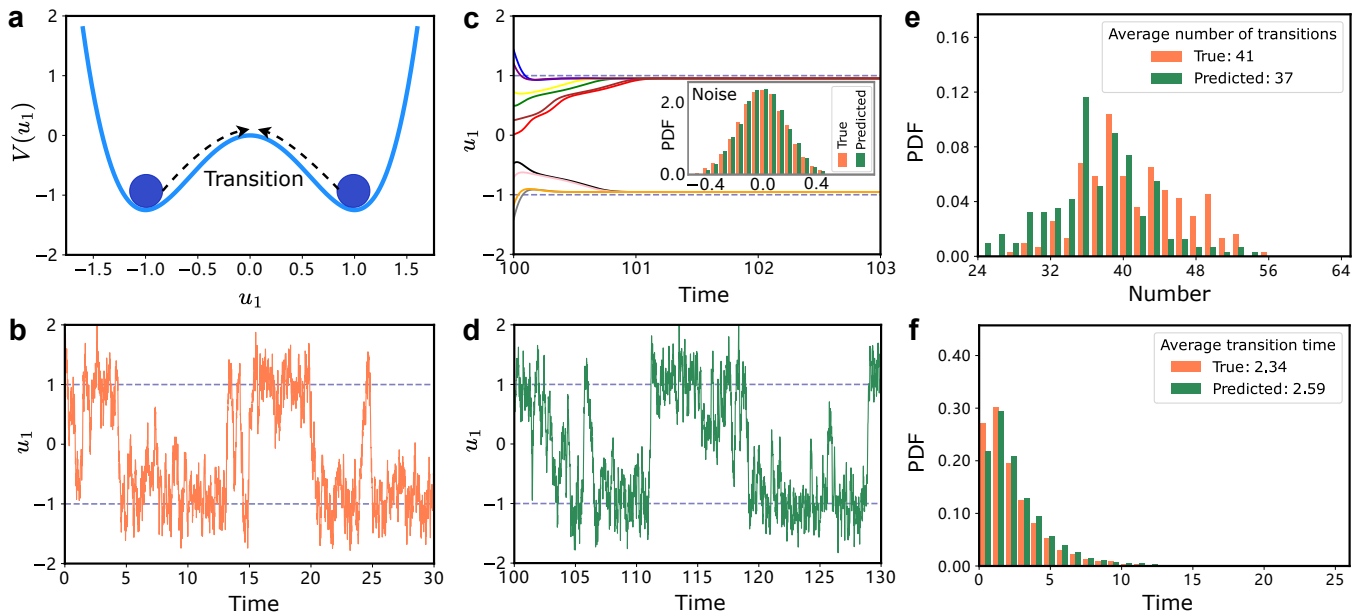 a
V(u₁)
2
1
0
−1
−2
Transition
−1.5 −1.0 −0.5 0.0 0.5 1.0 1.5
u₁
b
u₁
2
1
0
−1
−2
0 5 10 15 20 25 30
Time
c
u₁
2
1
0
−1
−2
Noise
PDF
2.0
0.0
−0.4 0.0 0.4
True
Predicted
100 101 102 103
Time
d
u₁
2
1
0
−1
−2
100 105 110 115 120 125 130
Time
e
PDF
0.16
0.12
0.08
0.04
0.00
Average number of transitions
True: 41
Predicted: 37
24 32 40 48 56 64
Number
f
PDF
0.40
0.30
0.20
0.10
0.00
Average transition time
True: 2.34
Predicted: 2.59
0 5 10 15 20 25
Time